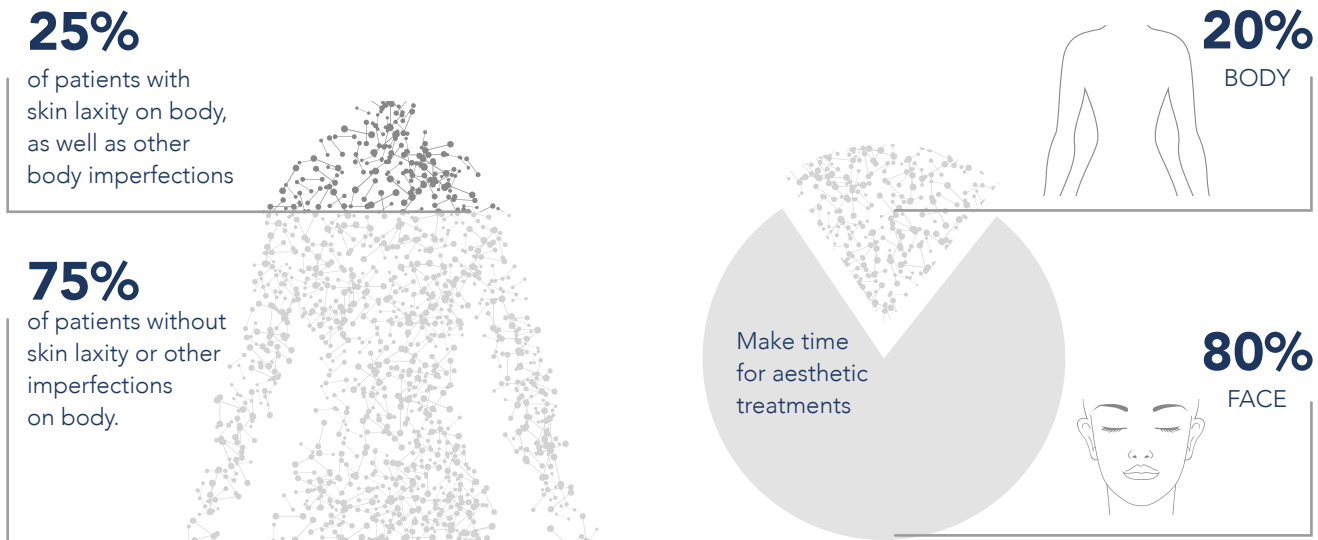 25%
of patients with
skin laxity on body,
as well as other
body imperfections
75%
of patients without
skin laxity or other
imperfections
on body.
Make time
for aesthetic
treatments
20%
BODY
80%
FACE